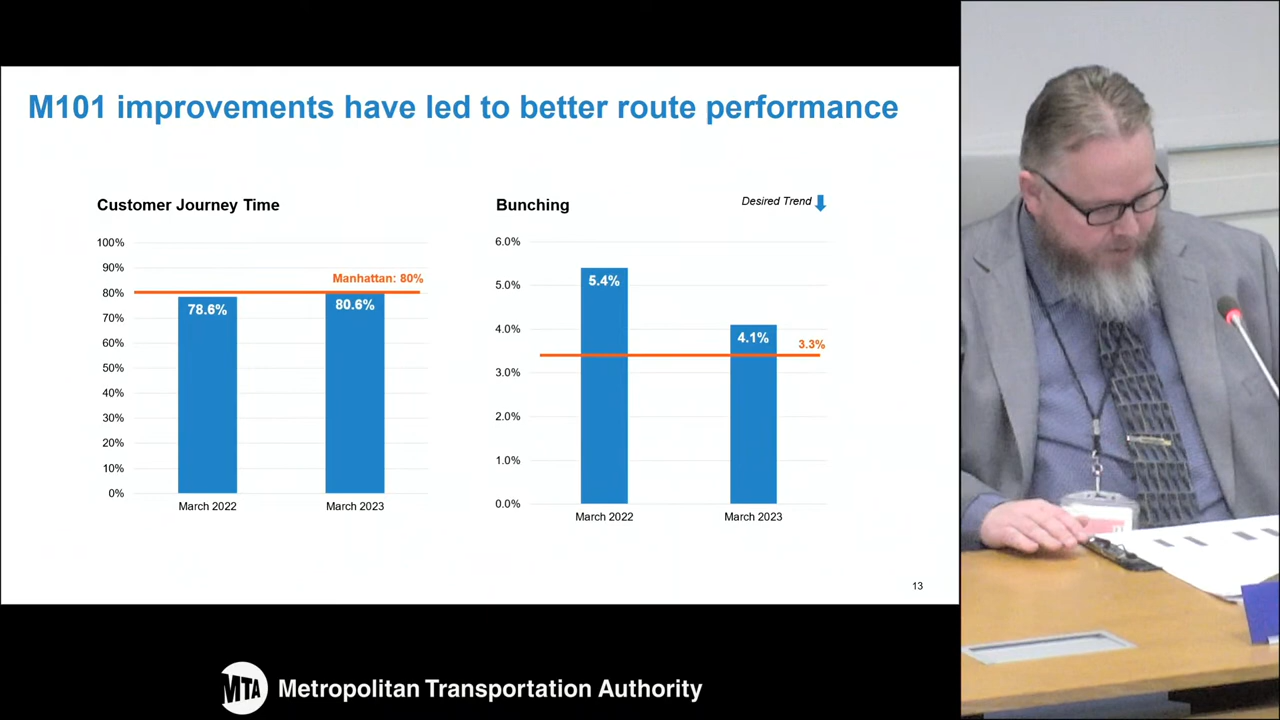 M101 improvements have led to better route performance
Customer Journey Time
100%
90%
80%
70%
60%
50%
40%
30%
20%
10%
0%
Manhattan: 80%
78.6%
80.6%
March 2022
March 2023
Bunching
Desired Trend
6.0%
5.0%
4.0%
3.0%
2.0%
1.0%
0.0%
5.4%
4.1%
3.3%
March 2022
March 2023
13
MTA
Metropolitan Transportation Authority